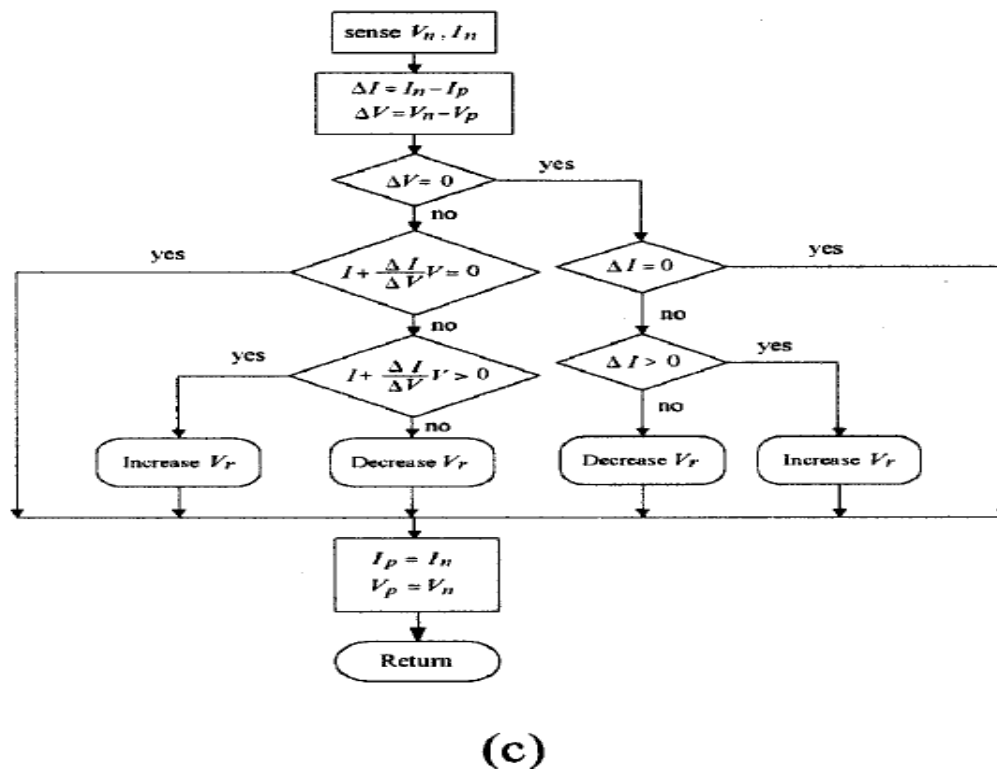 sense Vn, In
ΔI = In − Ip
ΔV = Vn − Vp
yes
ΔV = 0
no
yes
yes
I + ΔI/ΔV V = 0
ΔI = 0
no
no
yes
yes
I + ΔI/ΔV V > 0
ΔI > 0
no
no
Increase Vr
Decrease Vr
Decrease Vr
Increase Vr
Ip = In
Vp = Vn
Return
(c)